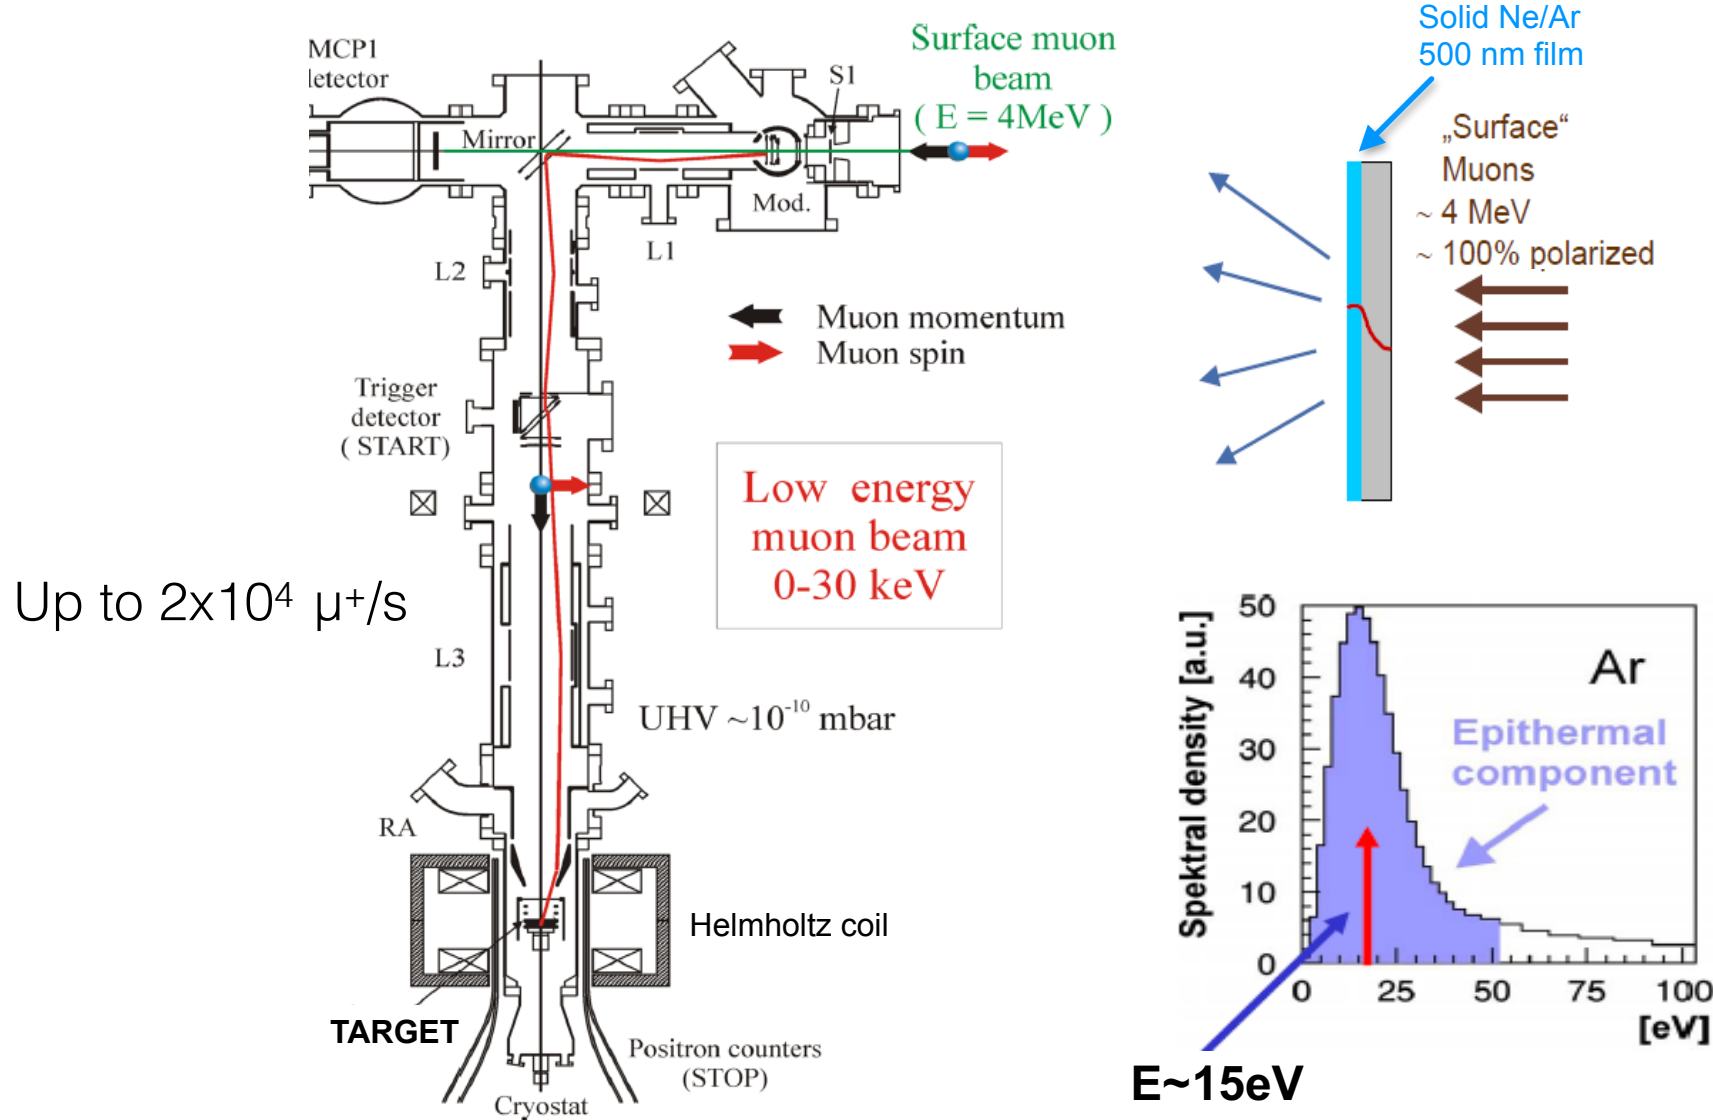 MCP1
detector
Mirror
Surface muon
beam
( E = 4MeV )
S1
Mod.
L1
L2
Muon momentum
Muon spin
Trigger
detector
( START)
Low energy
muon beam
0-30 keV
Up to 2x10⁴ μ⁺/s
L3
UHV ~10⁻¹⁰ mbar
RA
Helmholtz coil
TARGET
Positron counters
(STOP)
Cryostat
Solid Ne/Ar
500 nm film
„Surface“
Muons
~ 4 MeV
~ 100% polarized
Spektral density [a.u.]
50
40
30
20
10
0
Ar
Epithermal
component
0 25 50 75 100
[eV]
E~15eV